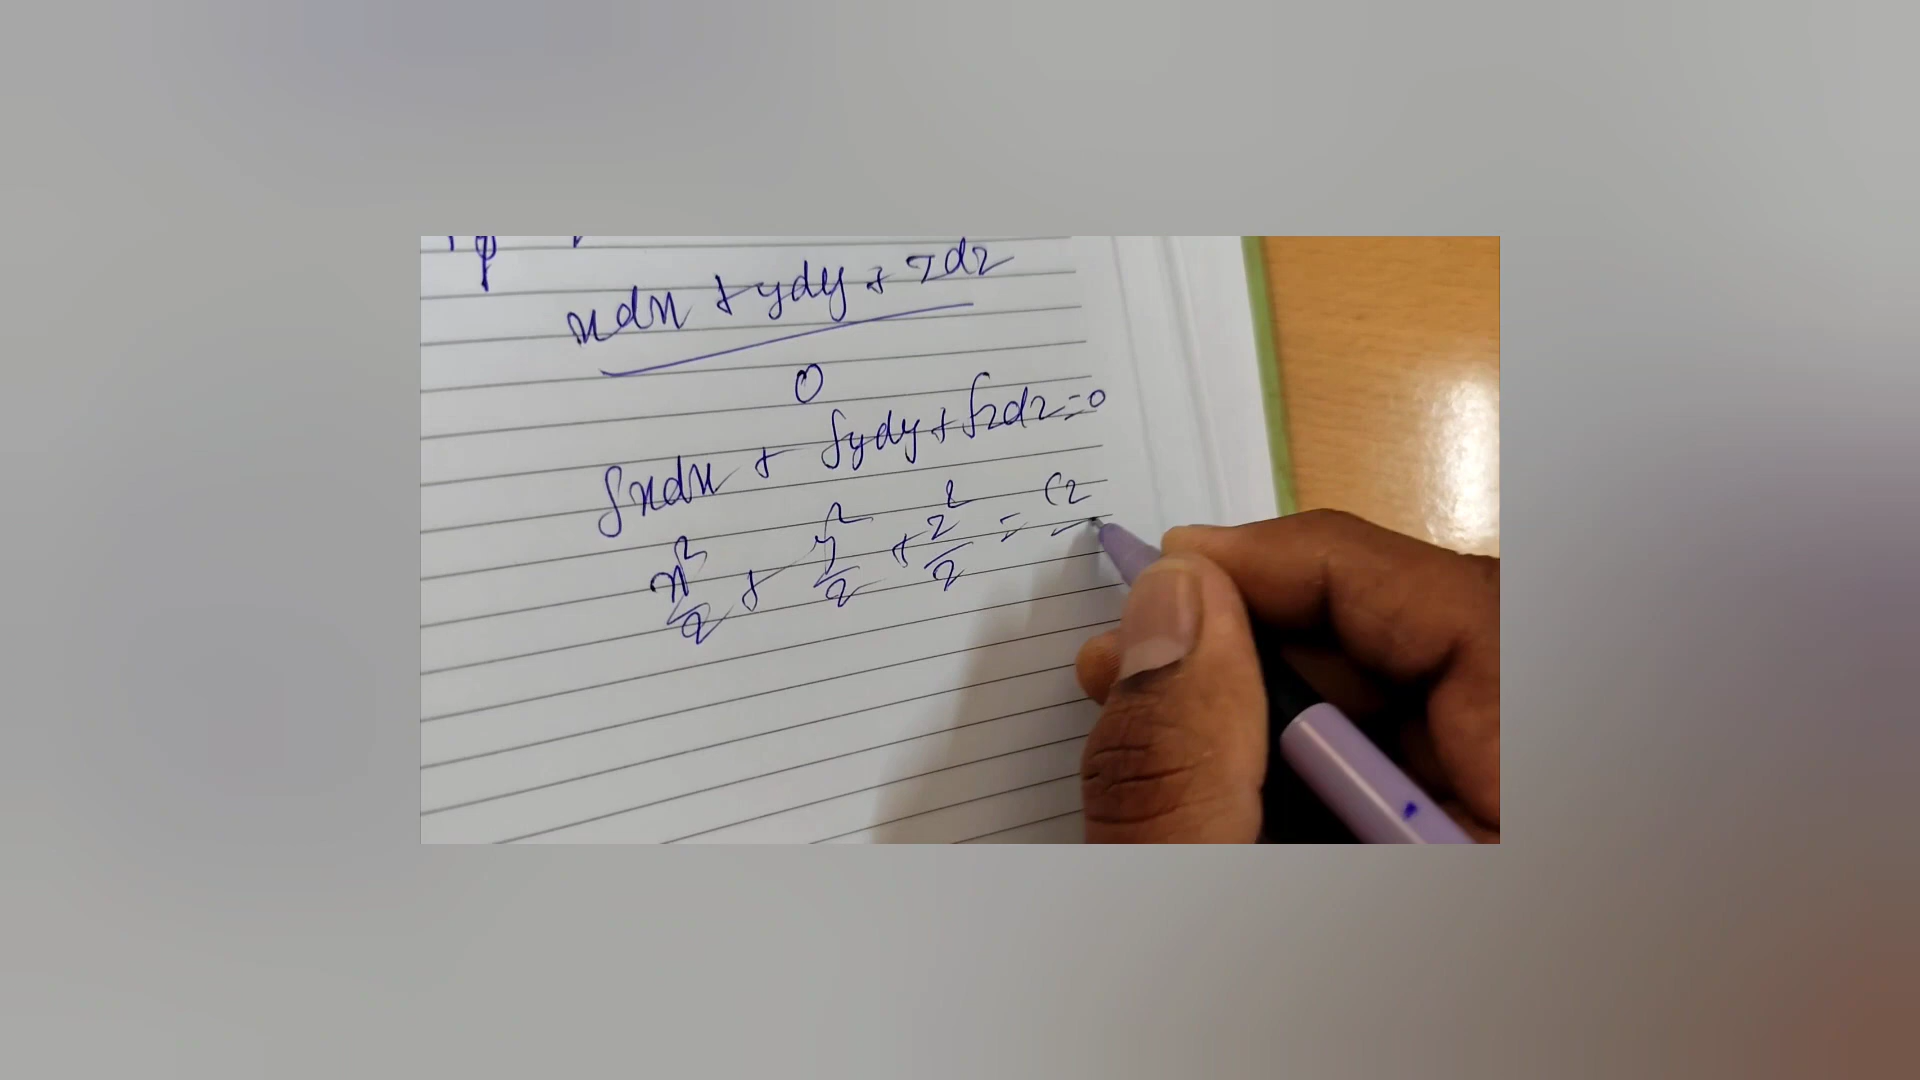 xdx + ydy + zdz
0
∫xdx + ∫ydy + ∫zdz = 0
x²/2 + y²/2 + z²/2 = C2